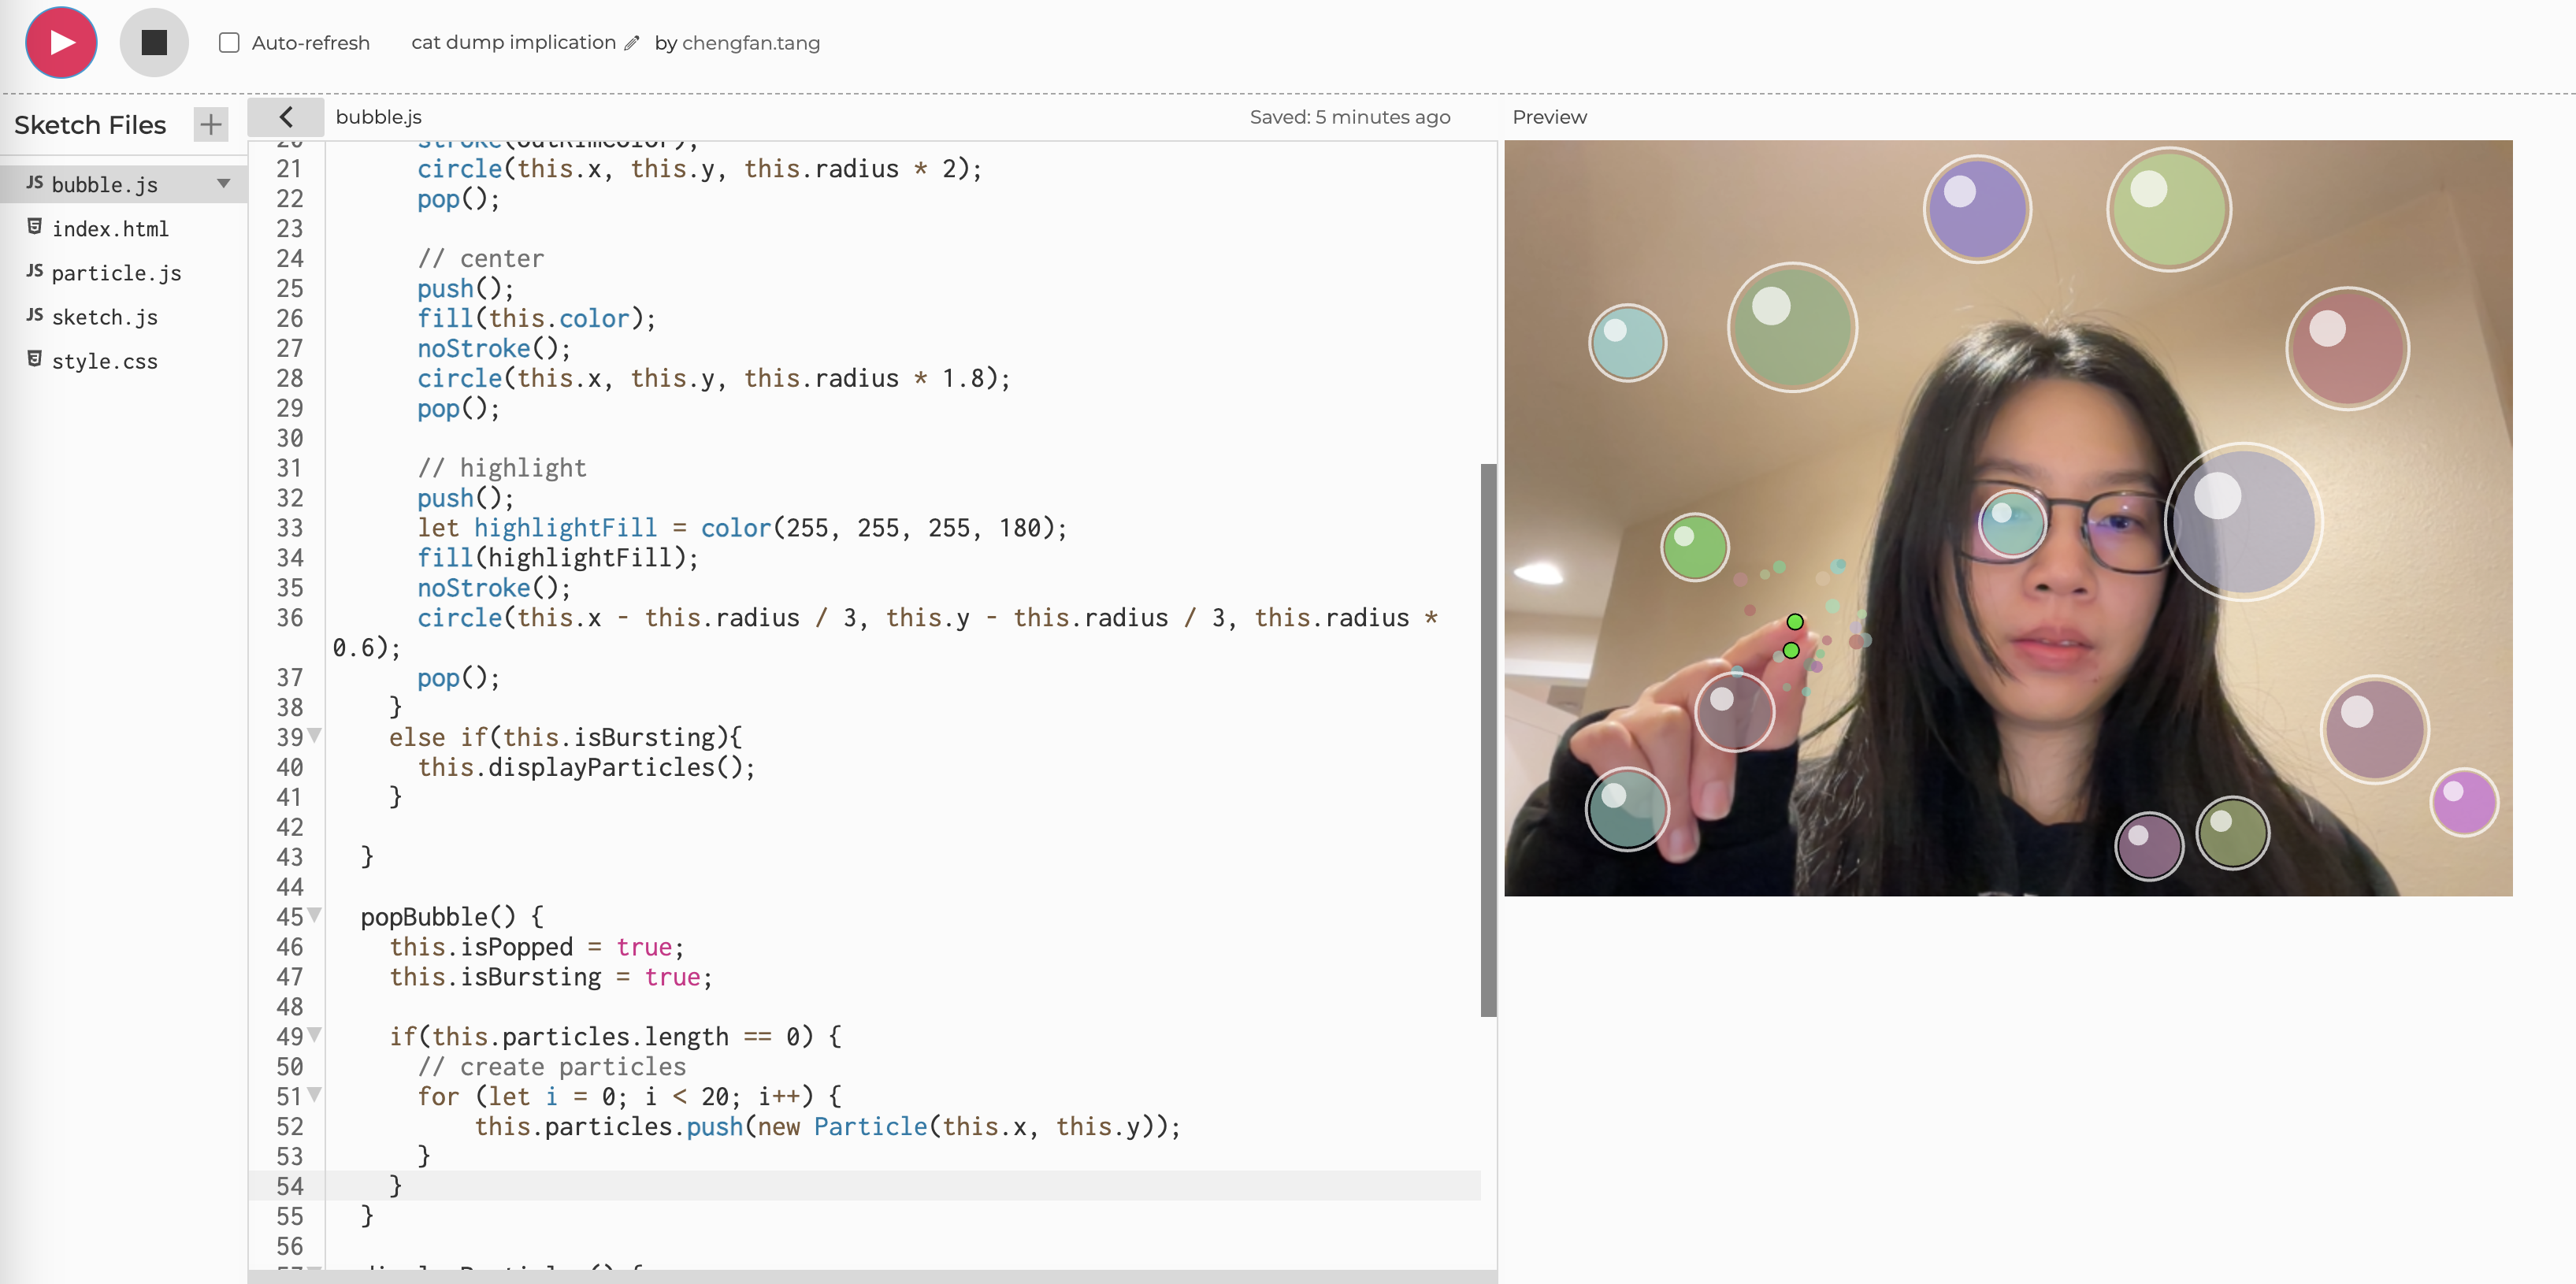 Auto-refresh cat dump implication by chengfan.tang
Sketch Files
bubble.js
Saved: 5 minutes ago
Preview
JS bubble.js
index.html
JS particle.js
JS sketch.js
style.css
20 stroke(outRimColor);
21 circle(this.x, this.y, this.radius * 2);
22 pop();
23
24 // center
25 push();
26 fill(this.color);
27 noStroke();
28 circle(this.x, this.y, this.radius * 1.8);
29 pop();
30
31 // highlight
32 push();
33 let highlightFill = color(255, 255, 255, 180);
34 fill(highlightFill);
35 noStroke();
36 circle(this.x - this.radius / 3, this.y - this.radius / 3, this.radius *
0.6);
37 pop();
38 }
39 else if(this.isBursting){
40 this.displayParticles();
41 }
42
43 }
44
45 popBubble() {
46 this.isPopped = true;
47 this.isBursting = true;
48
49 if(this.particles.length == 0) {
50 // create particles
51 for (let i = 0; i < 20; i++) {
52 this.particles.push(new Particle(this.x, this.y));
53 }
54 }
55 }
56
57 displayParticles() {